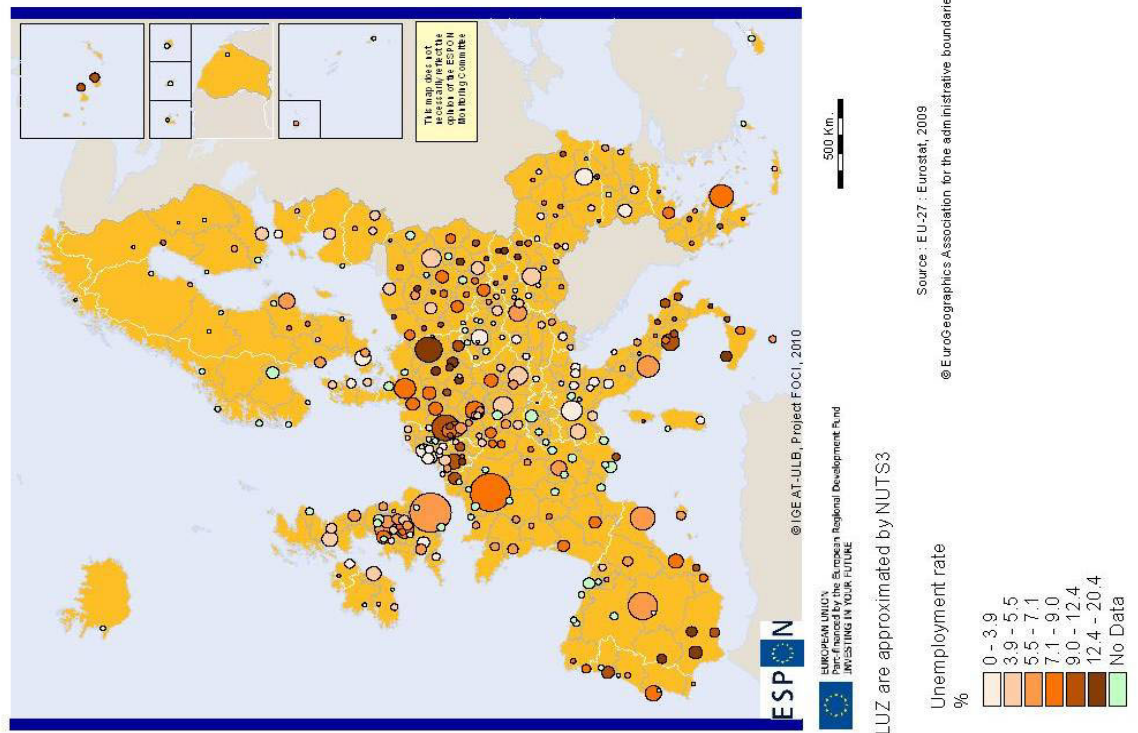 This map does not
necessarily reflect the
opinion of the ESPON
Monitoring Committee
500 Km.
© IGEAT-ULB, Project FOCI, 2010
ESPON
EUROPEAN UNION
Part-financed by the European Regional Development Fund
INVESTING IN YOUR FUTURE
Source : EU-27 : Eurostat, 2009
© EuroGeographics Association for the administrative boundarie
LUZ are approximated by NUTS3
Unemployment rate
%
0 - 3.9
3.9 - 5.5
5.5 - 7.1
7.1 - 9.0
9.0 - 12.4
12.4 - 20.4
No Data